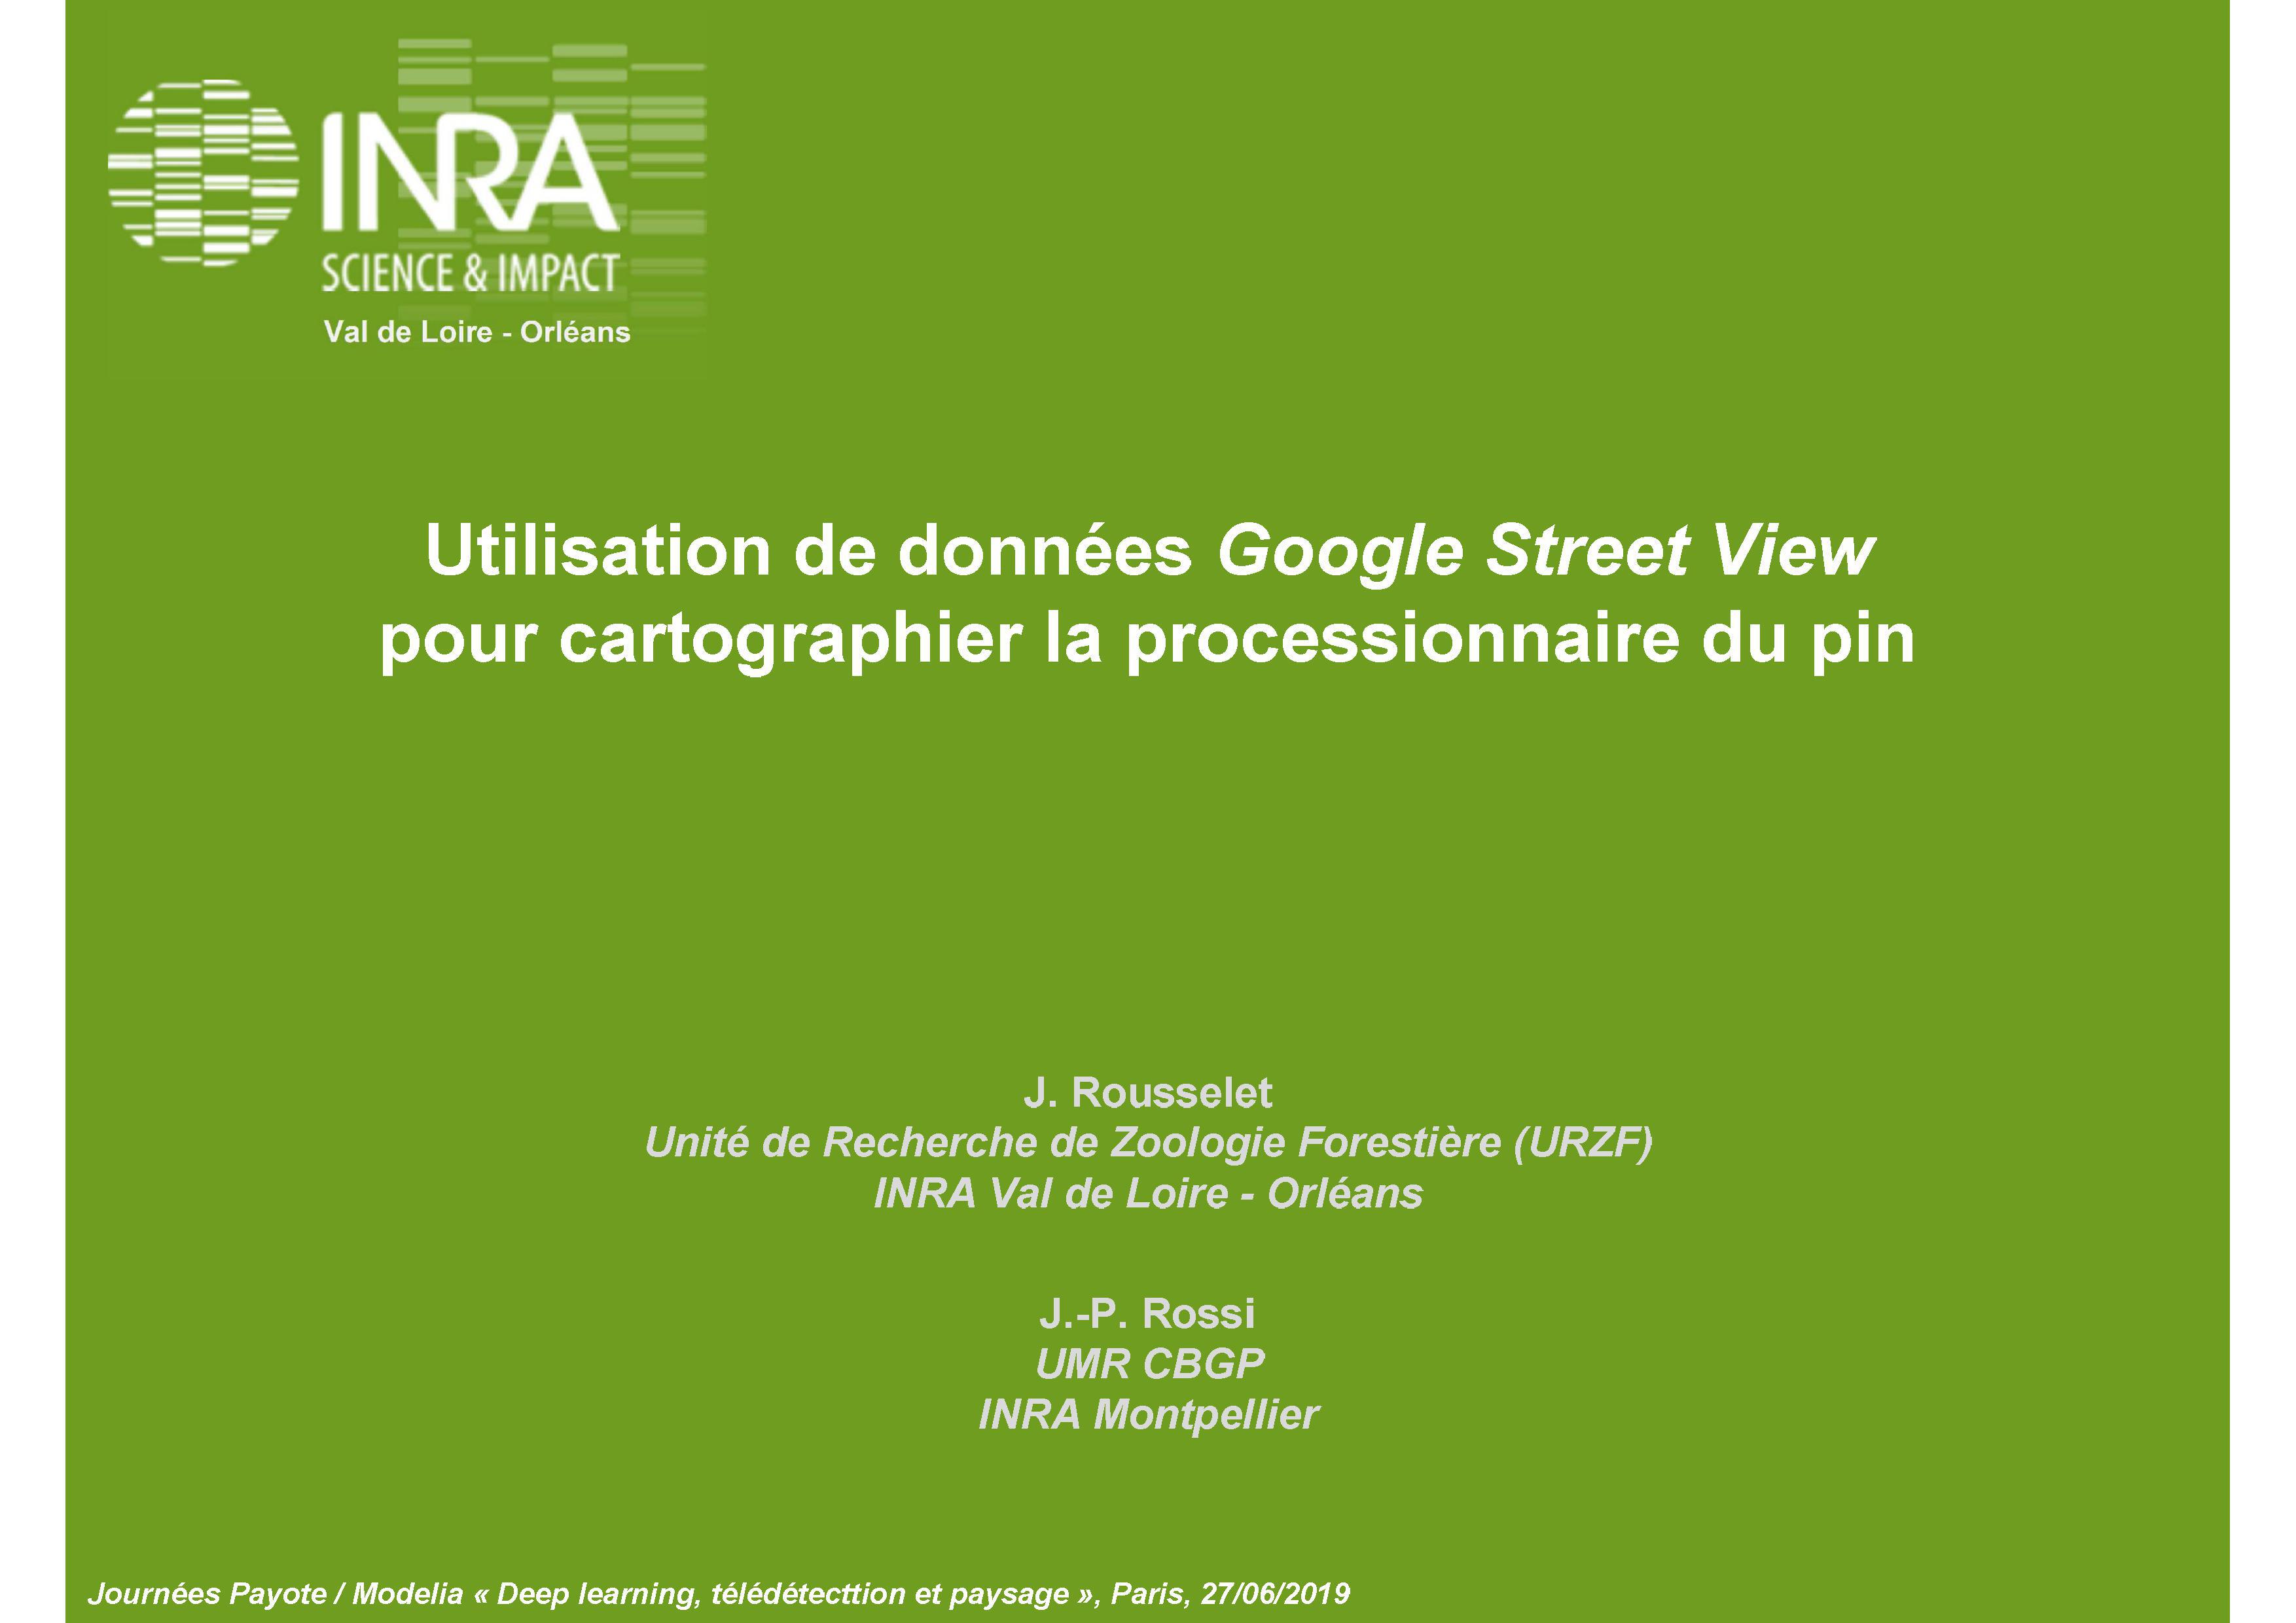 INRA
SCIENCE & IMPACT
Val de Loire - Orléans
Utilisation de données Google Street View
pour cartographier la processionnaire du pin
J. Rousselet
Unité de Recherche de Zoologie Forestière (URZF)
INRA Val de Loire - Orléans
J.-P. Rossi
UMR CBGP
INRA Montpellier
Journées Payote / Modelia « Deep learning, télédétecttion et paysage », Paris, 27/06/2019